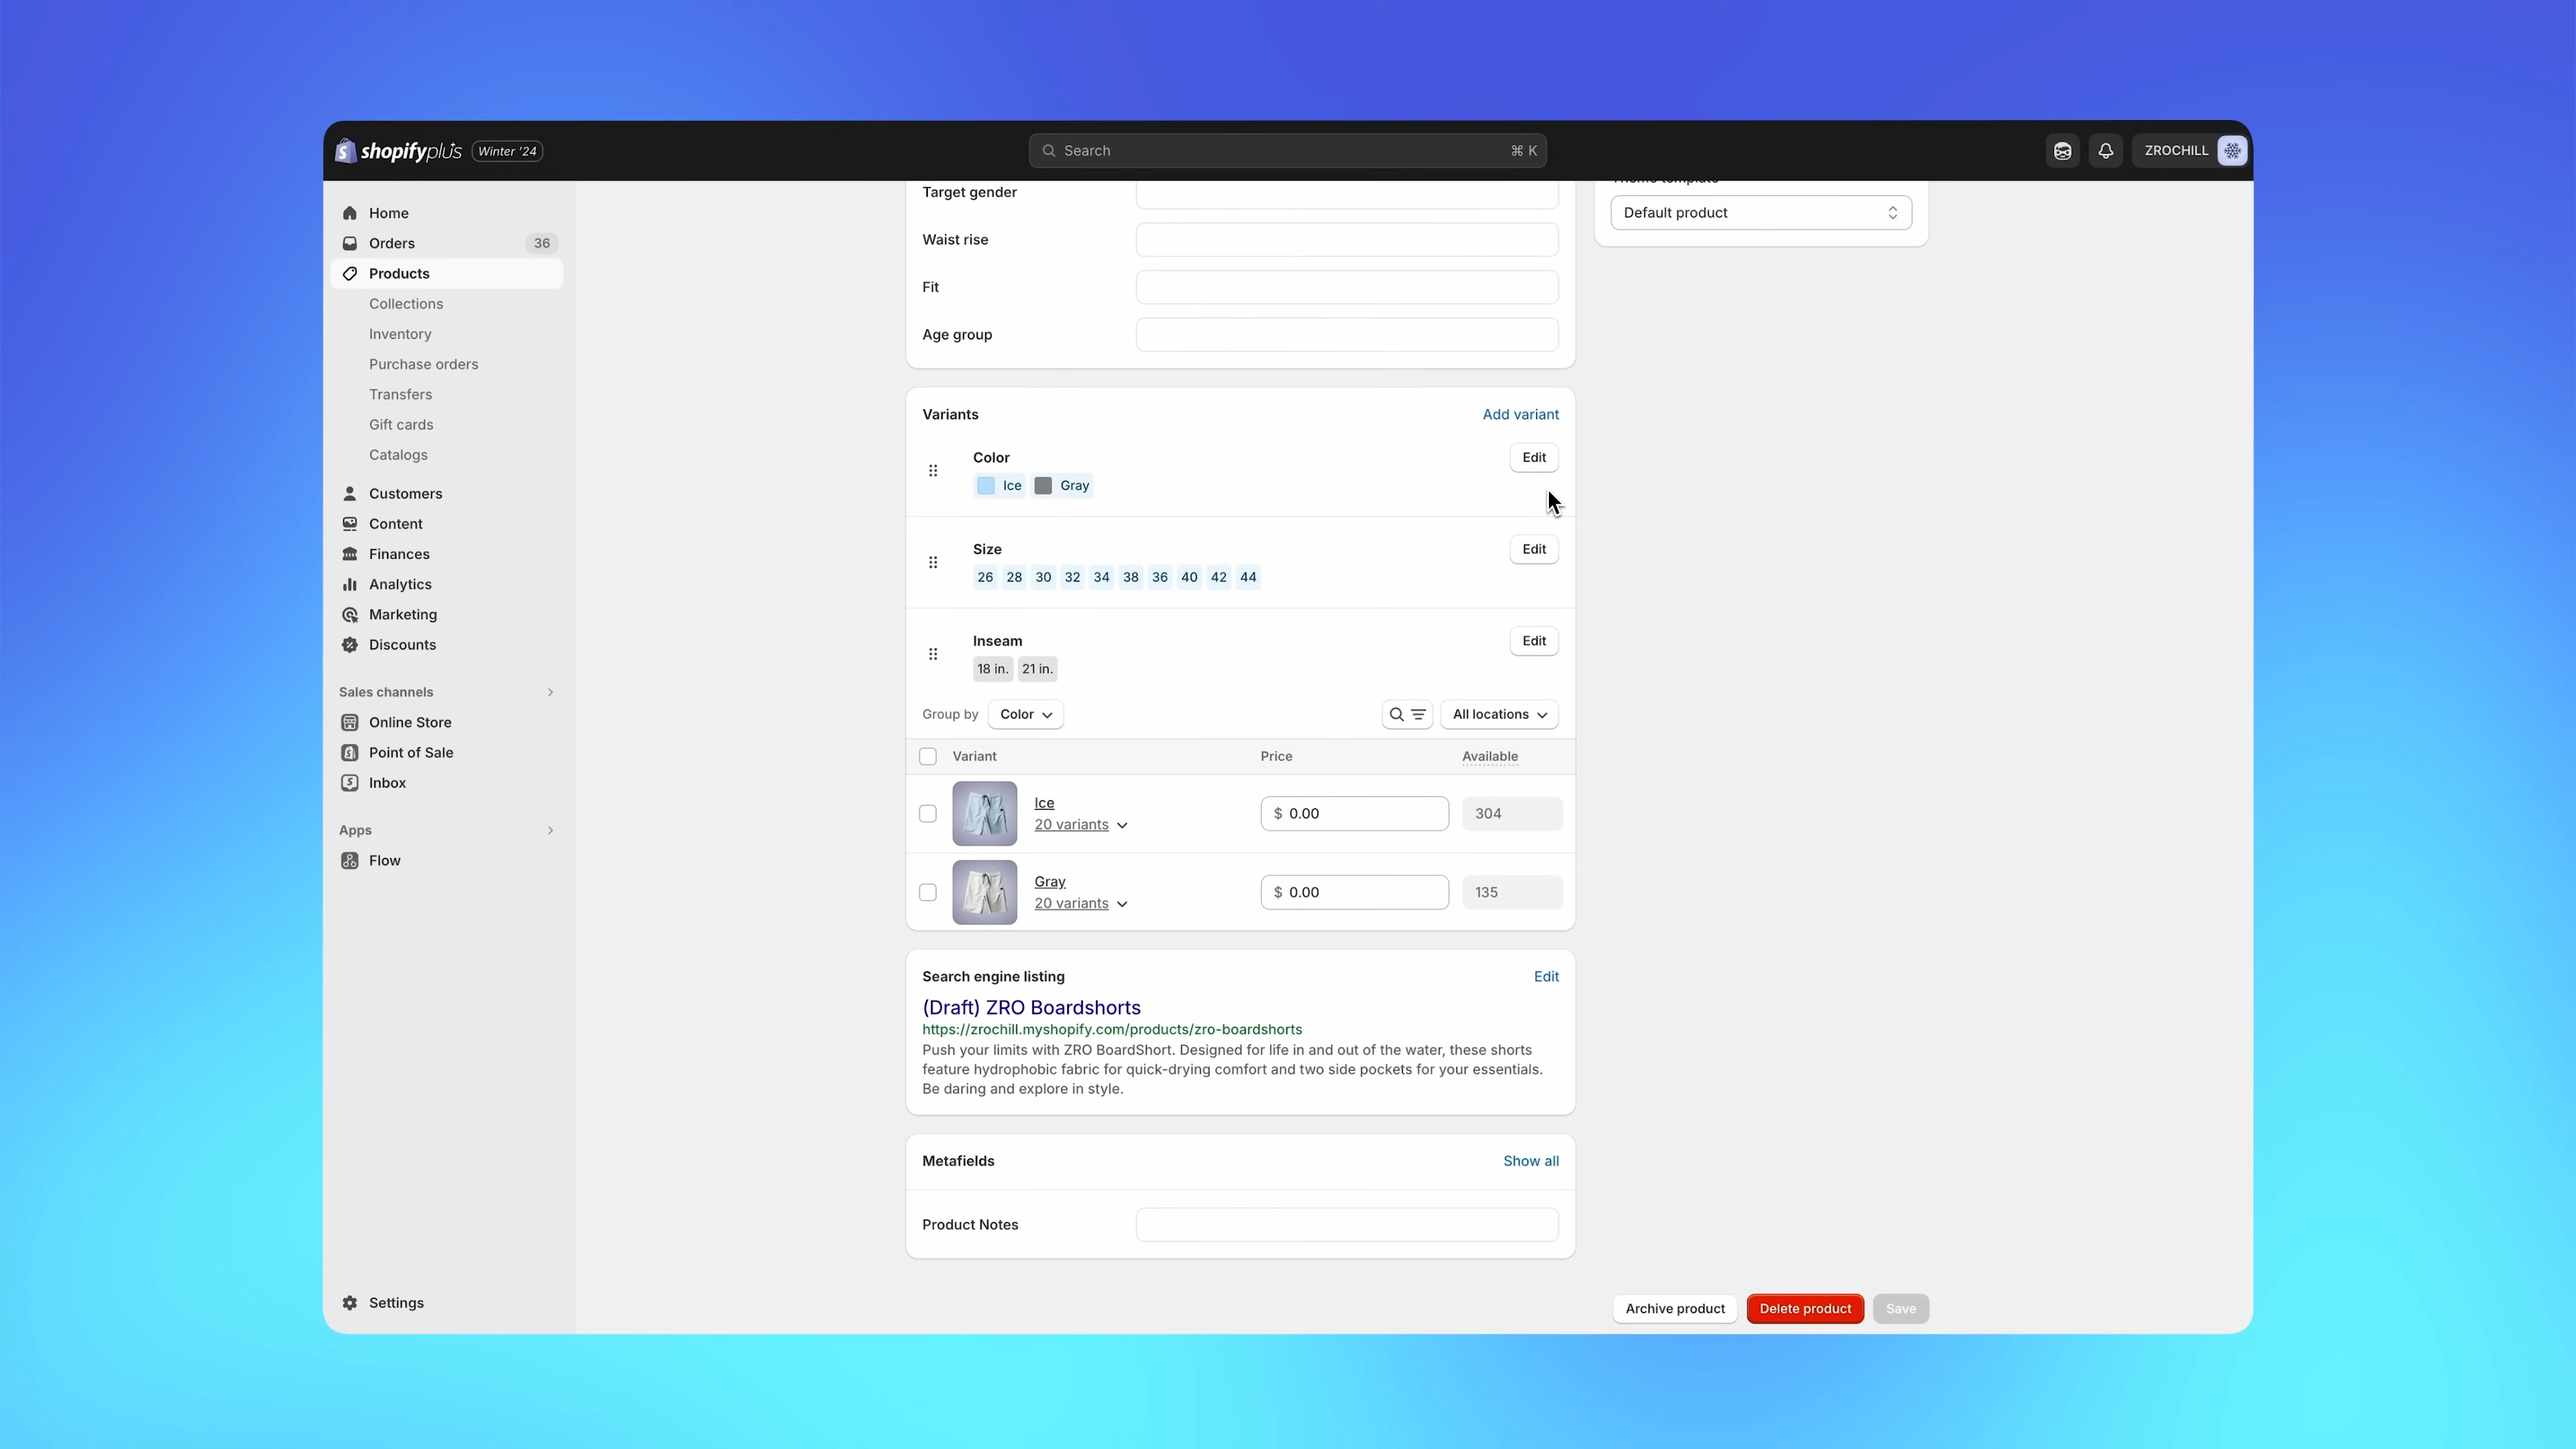 shopifyplus Winter '24
Search ⌘ K
ZROCHILL
Home
Orders 36
Products
Collections
Inventory
Purchase orders
Transfers
Gift cards
Catalogs
Customers
Content
Finances
Analytics
Marketing
Discounts
Sales channels
Online Store
Point of Sale
Inbox
Apps
Flow
Settings
Target gender
Waist rise
Fit
Age group
Theme template
Default product
Variants Add variant
Color Edit
Ice Gray
Size Edit
26 28 30 32 34 38 36 40 42 44
Inseam Edit
18 in. 21 in.
Group by Color All locations
Variant Price Available
Ice
20 variants $ 0.00 304
Gray
20 variants $ 0.00 135
Search engine listing Edit
(Draft) ZRO Boardshorts
https://zrochill.myshopify.com/products/zro-boardshorts
Push your limits with ZRO BoardShort. Designed for life in and out of the water, these shorts
feature hydrophobic fabric for quick-drying comfort and two side pockets for your essentials.
Be daring and explore in style.
Metafields Show all
Product Notes
Archive product Delete product Save